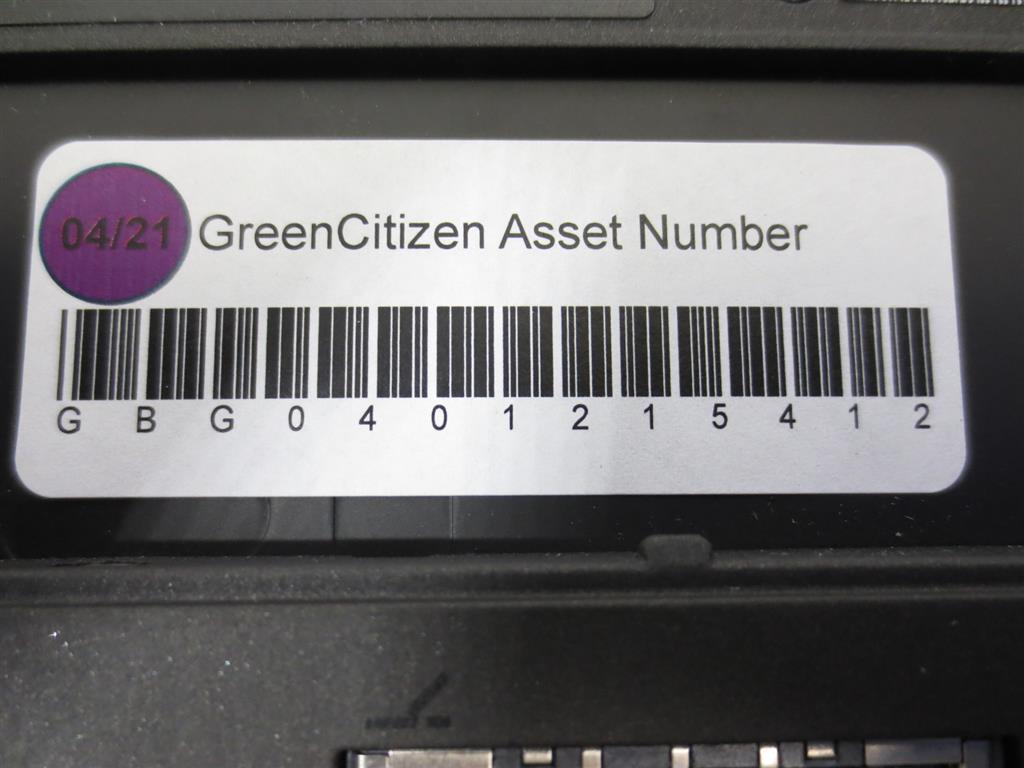 04/21 GreenCitizen Asset Number
G B G 0 4 0 1 2 1 5 4 1 2